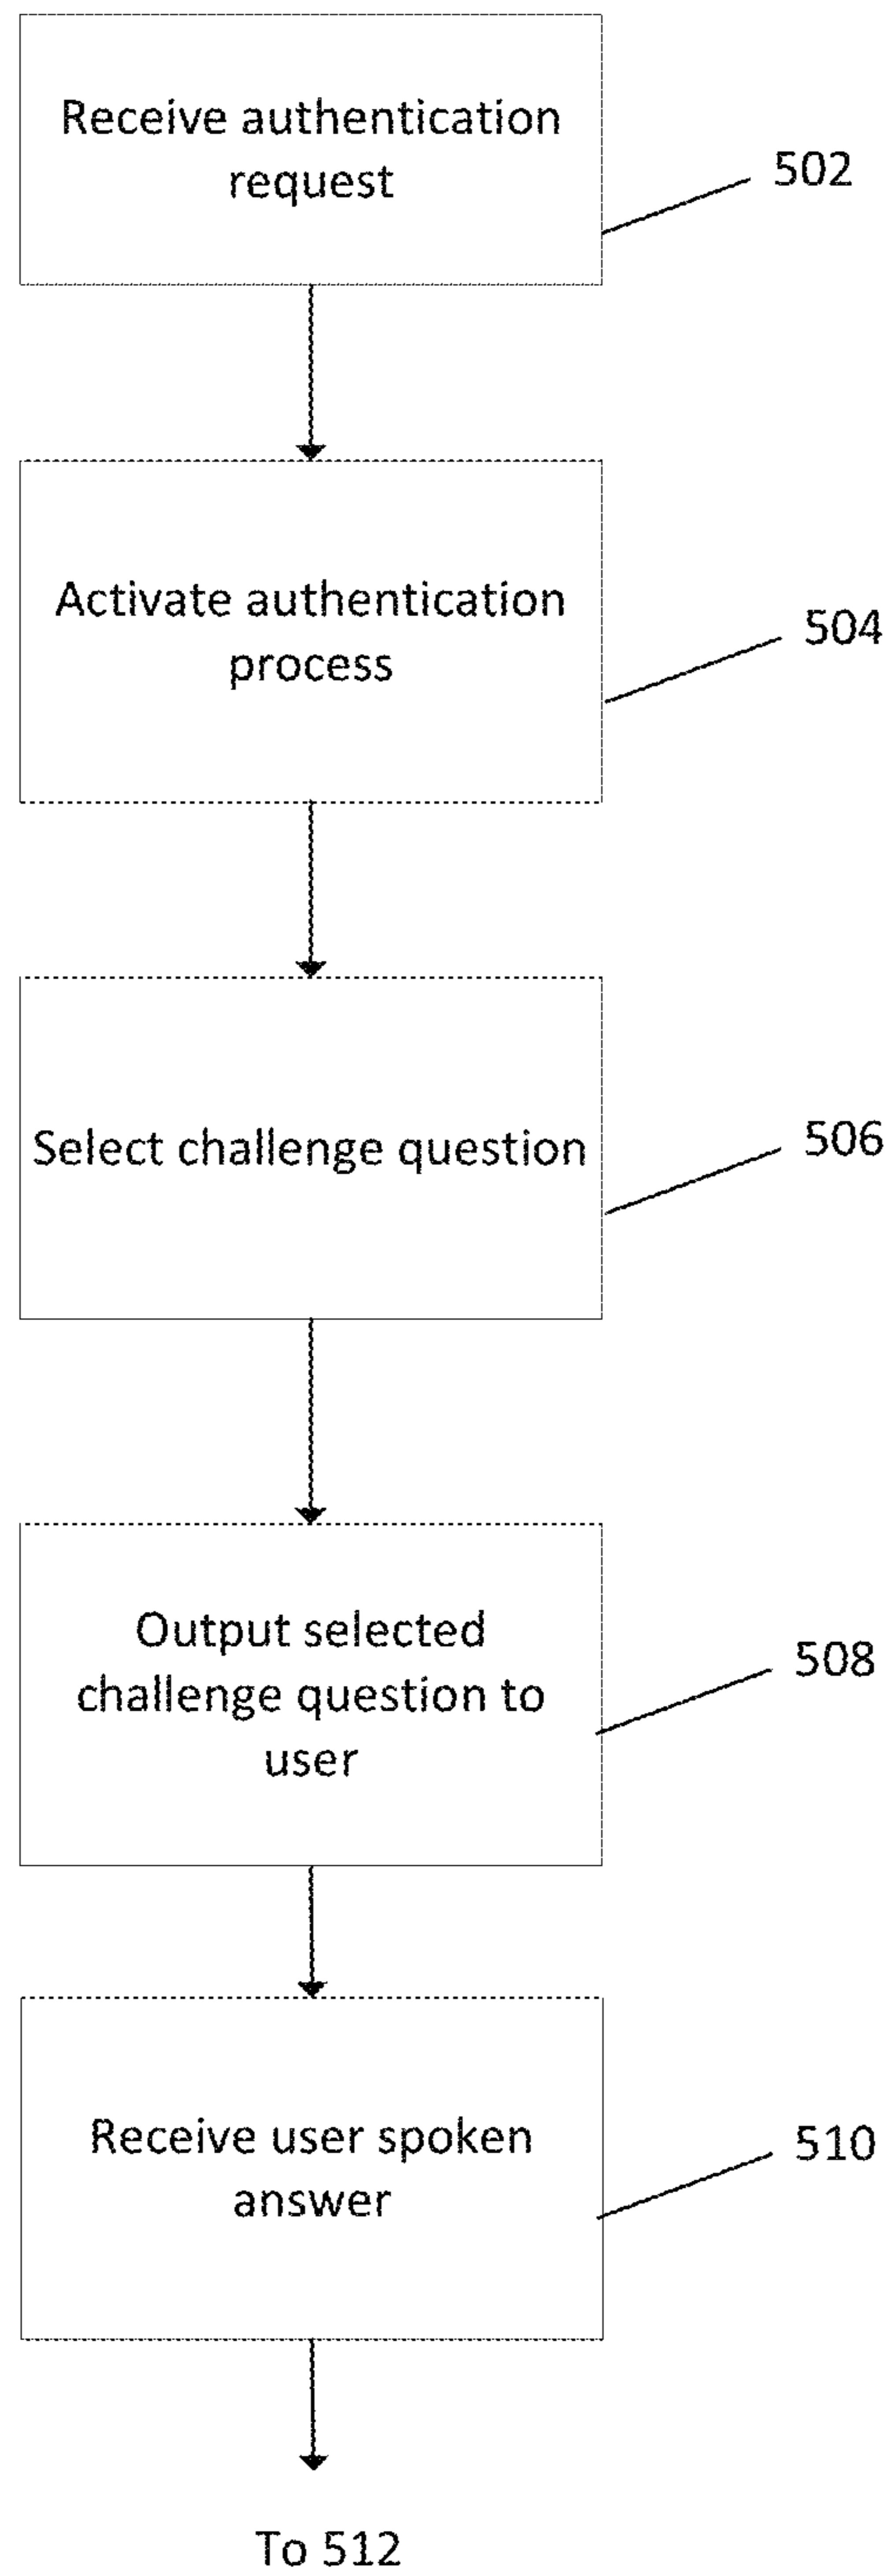 Receive authentication
request
502
Activate authentication
process
504
Select challenge question
506
Output selected
challenge question to
user
508
Receive user spoken
answer
510
To 512